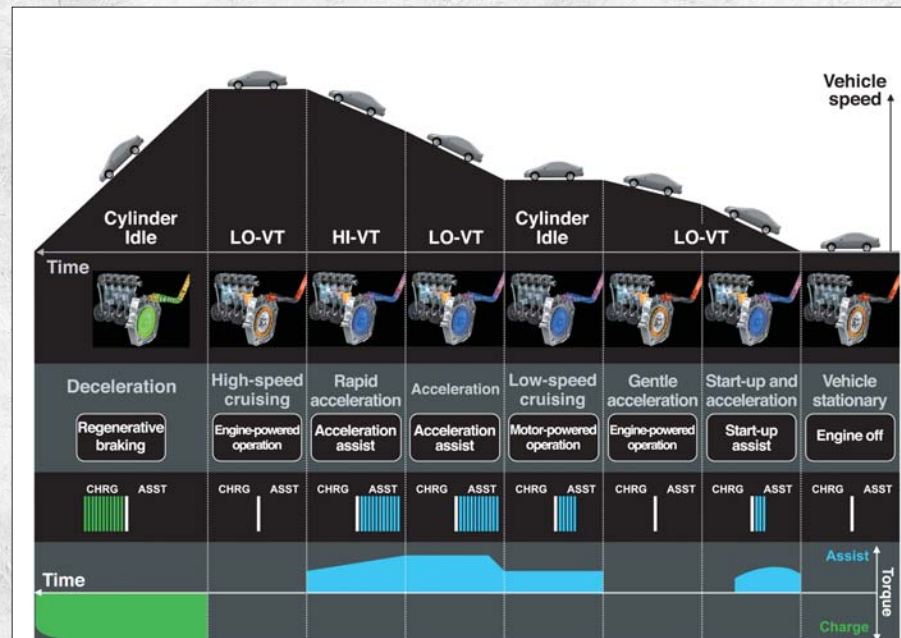 Vehicle
speed
Cylinder
Idle
LO-VT
HI-VT
LO-VT
Cylinder
Idle
LO-VT
Time
Deceleration
High-speed
cruising
Rapid
acceleration
Acceleration
Low-speed
cruising
Gentle
acceleration
Start-up and
acceleration
Vehicle
stationary
Regenerative
braking
Engine-powered
operation
Acceleration
assist
Acceleration
assist
Motor-powered
operation
Engine-powered
operation
Start-up
assist
Engine off
CHRG ASST
CHRG ASST
CHRG ASST
CHRG ASST
CHRG ASST
CHRG ASST
CHRG ASST
CHRG ASST
Time
Assist
Torque
Charge